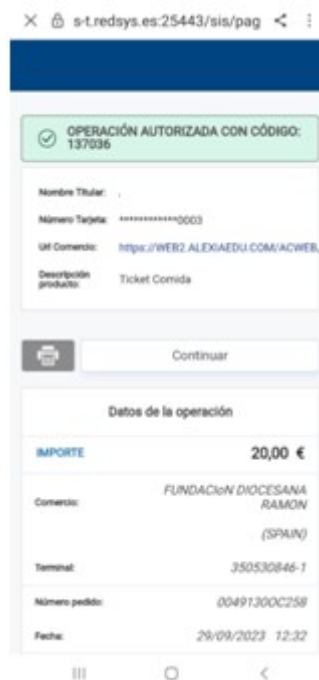 s-t.redsys.es:25443/sis/pag
OPERACIÓN AUTORIZADA CON CÓDIGO:
137036
Nombre Titular: .
Número Tarjeta: ************0003
Url Comercio: https://WEB2.ALEXIAEDU.COM/ACWEB.
Descripción
producto: Ticket Comida
Continuar
Datos de la operación
IMPORTE 20,00 €
Comercio: FUNDACIoN DIOCESANA
RAMON
(SPAIN)
Terminal: 350530846-1
Número pedido: 00491300C258
Fecha: 29/09/2023 12:32